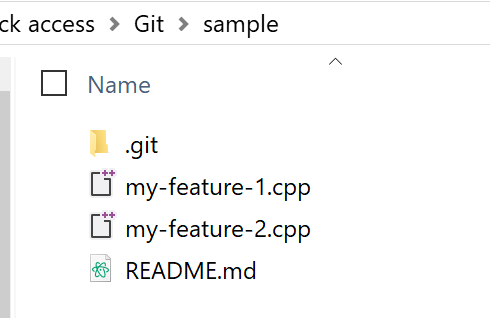 ck access > Git > sample
Name
.git
my-feature-1.cpp
my-feature-2.cpp
README.md